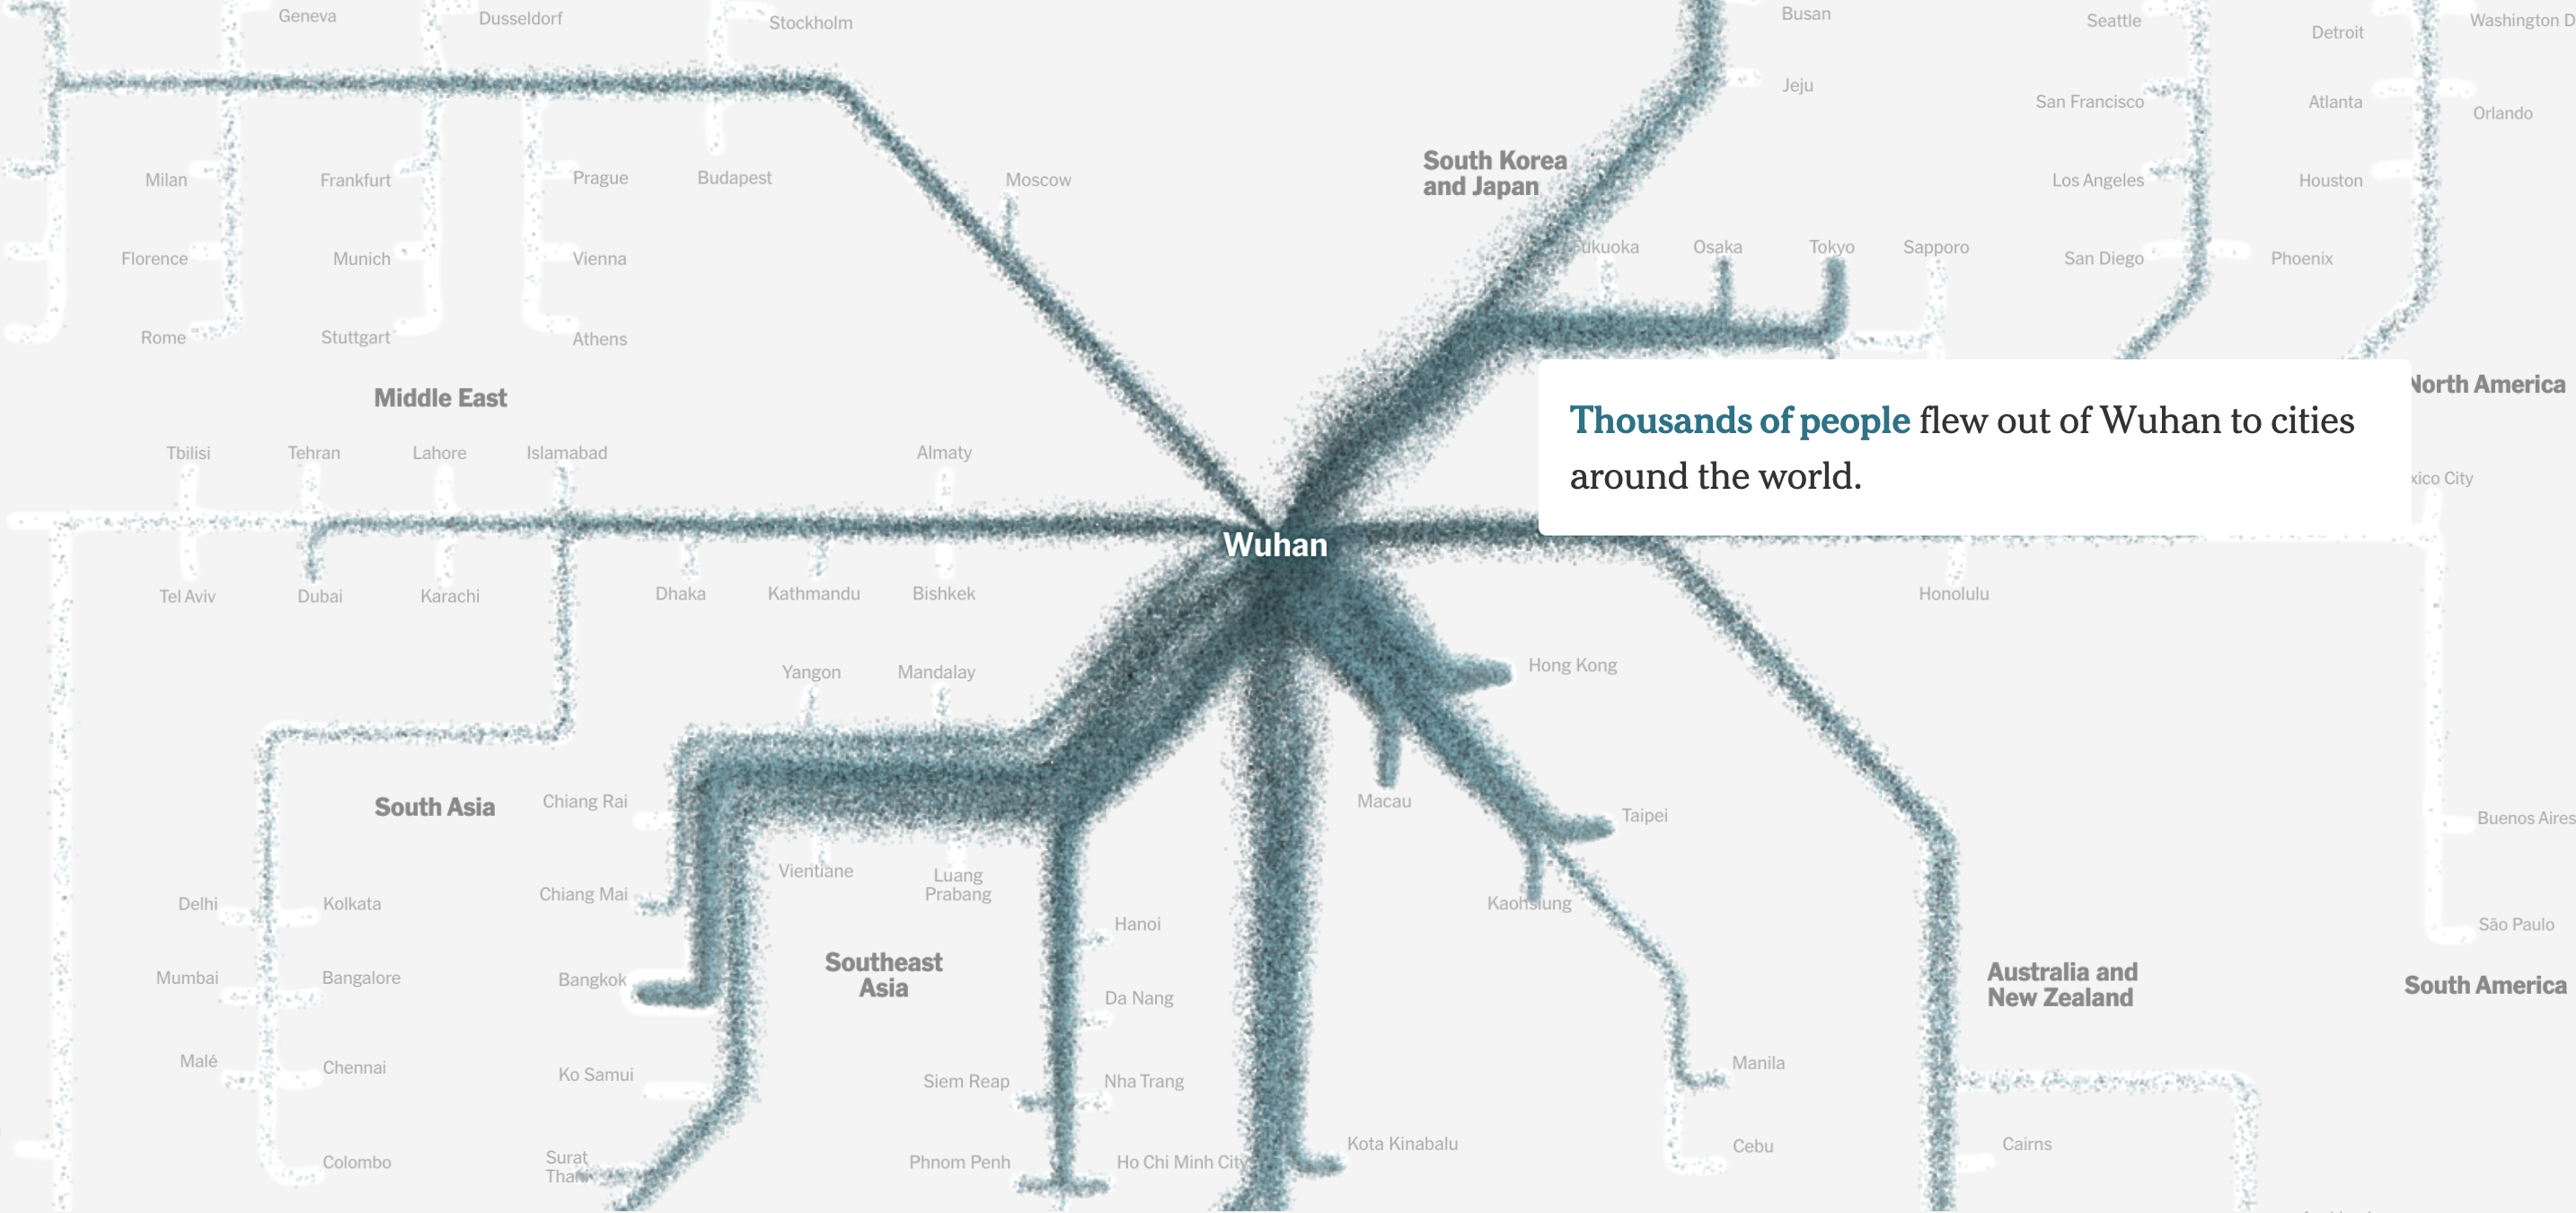 Geneva
Dusseldorf
Stockholm
Busan
Seattle
Detroit
Washington D
Jeju
San Francisco
Atlanta
Orlando
Milan
Frankfurt
Prague
Budapest
Moscow
South Korea
and Japan
Los Angeles
Houston
Florence
Munich
Vienna
Fukuoka
Osaka
Tokyo
Sapporo
San Diego
Phoenix
Rome
Stuttgart
Athens
Middle East
North America
Thousands of people flew out of Wuhan to cities
around the world.
Tbilisi
Tehran
Lahore
Islamabad
Almaty
xico City
Wuhan
Tel Aviv
Dubai
Karachi
Dhaka
Kathmandu
Bishkek
Honolulu
Yangon
Mandalay
Hong Kong
South Asia
Chiang Rai
Macau
Taipei
Buenos Aires
Vientiane
Luang
Prabang
Chiang Mai
Delhi
Kolkata
Kaohsiung
Hanoi
São Paulo
Southeast
Asia
Mumbai
Bangalore
Bangkok
Da Nang
Australia and
New Zealand
South America
Malé
Chennai
Ko Samui
Siem Reap
Nha Trang
Manila
Colombo
Surat
Thani
Phnom Penh
Ho Chi Minh City
Kota Kinabalu
Cebu
Cairns